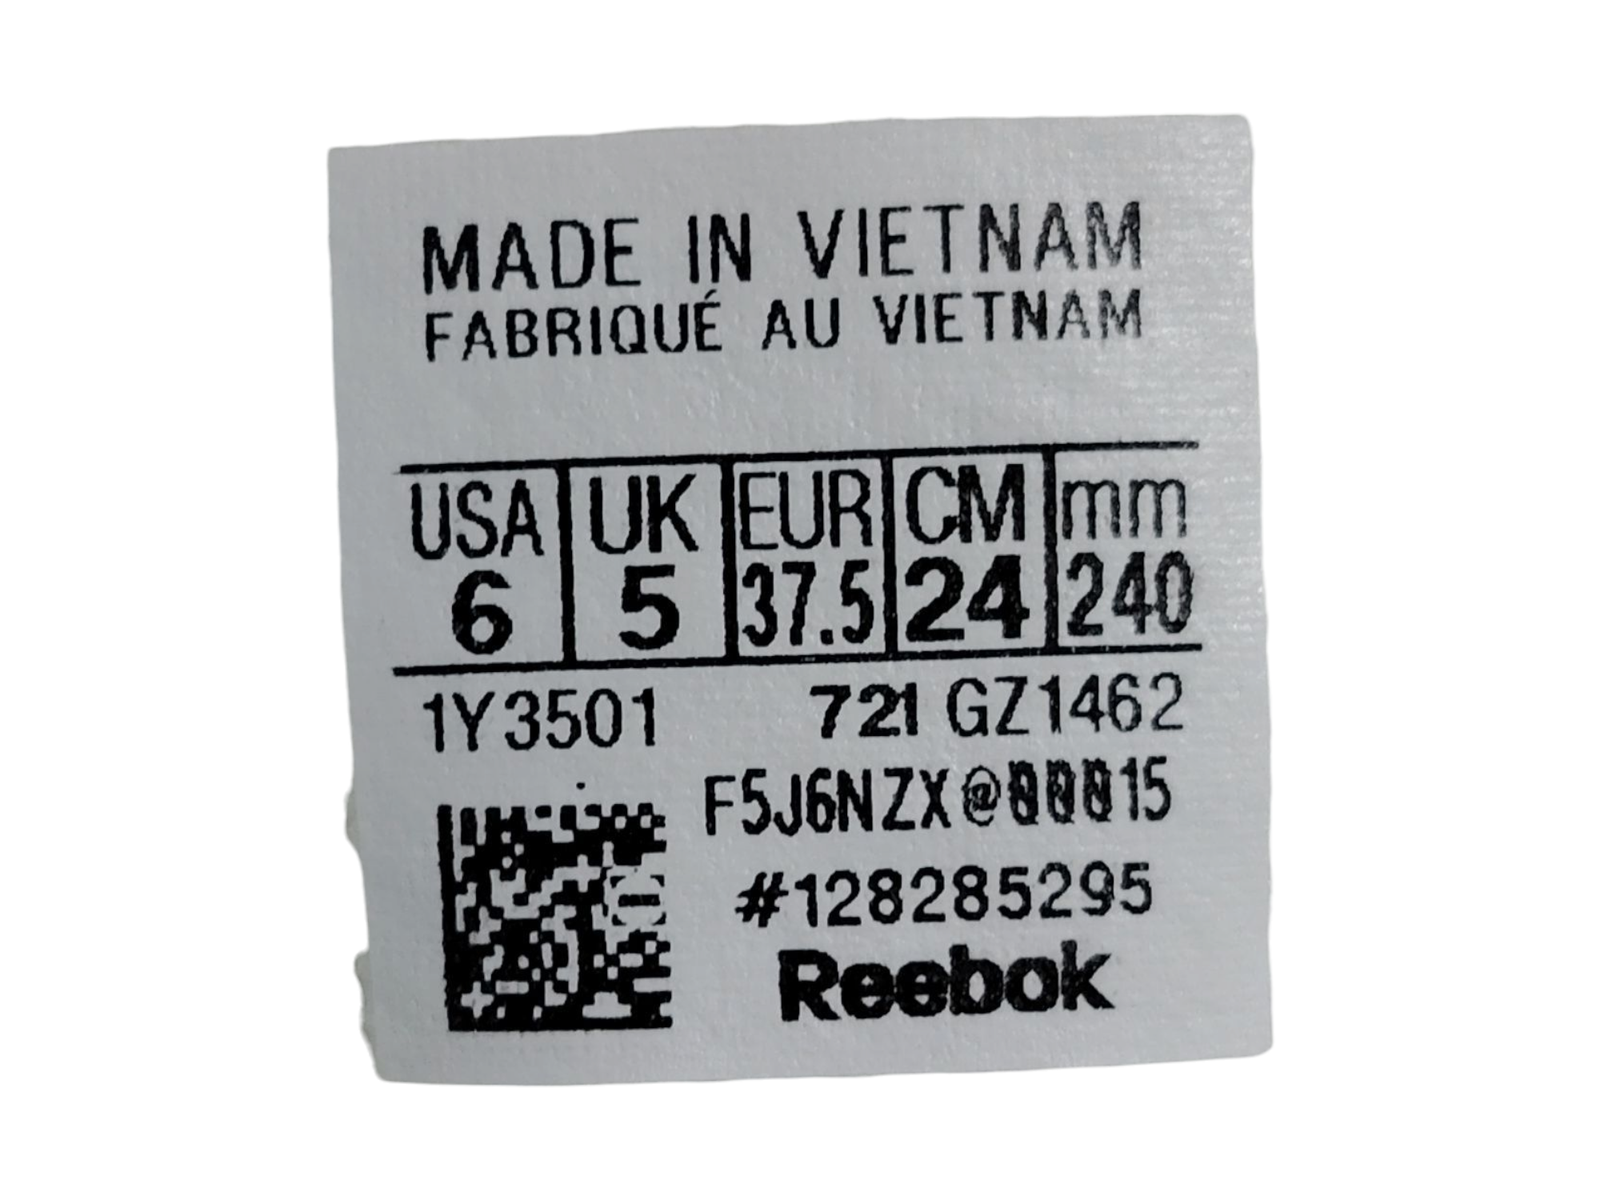 MADE IN VIETNAM
FABRIQUÉ AU VIETNAM
USA UK EUR CM mm
6 5 37.5 24 240
1Y3501 721 GZ1462
F5J6NZX@00015
#128285295
Reebok